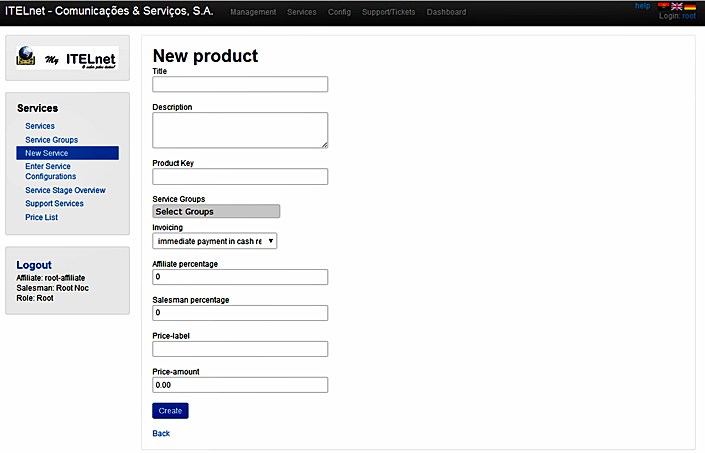 ITELnet - Comunicações & Serviços, S.A.
Management Services Config Support/Tickets Dashboard
help
Login: root
My ITELnet
Services
Services
Service Groups
New Service
Enter Service
Configurations
Service Stage Overview
Support Services
Price List
Logout
Affiliate: root-affiliate
Salesman: Root Noc
Role: Root
New product
Title
Description
Product Key
Service Groups
Select Groups
Invoicing
immediate payment in cash re
Affiliate percentage
0
Salesman percentage
0
Price-label
Price-amount
0.00
Create
Back